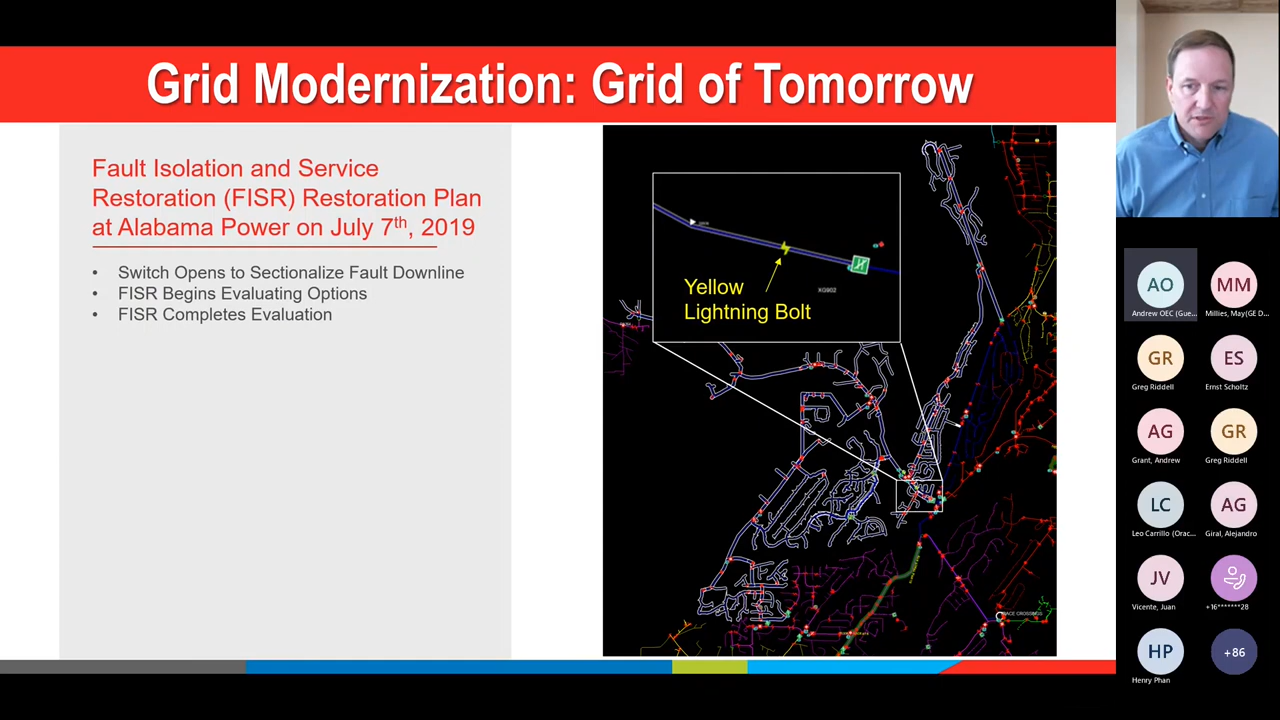 Grid Modernization: Grid of Tomorrow
Fault Isolation and Service
Restoration (FISR) Restoration Plan
at Alabama Power on July 7th, 2019
• Switch Opens to Sectionalize Fault Downline
• FISR Begins Evaluating Options
• FISR Completes Evaluation
Yellow
Lightning Bolt
XG902
AO
Andrew OEC (Gue...
MM
Millies, May(GE D...
GR
Greg Riddell
ES
Ernst Scholtz
AG
Grant, Andrew
GR
Greg Riddell
LC
Leo Carrillo (Orac...
AG
Giral, Alejandro
JV
Vicente, Juan
+16*******28
HP
Henry Phan
+86